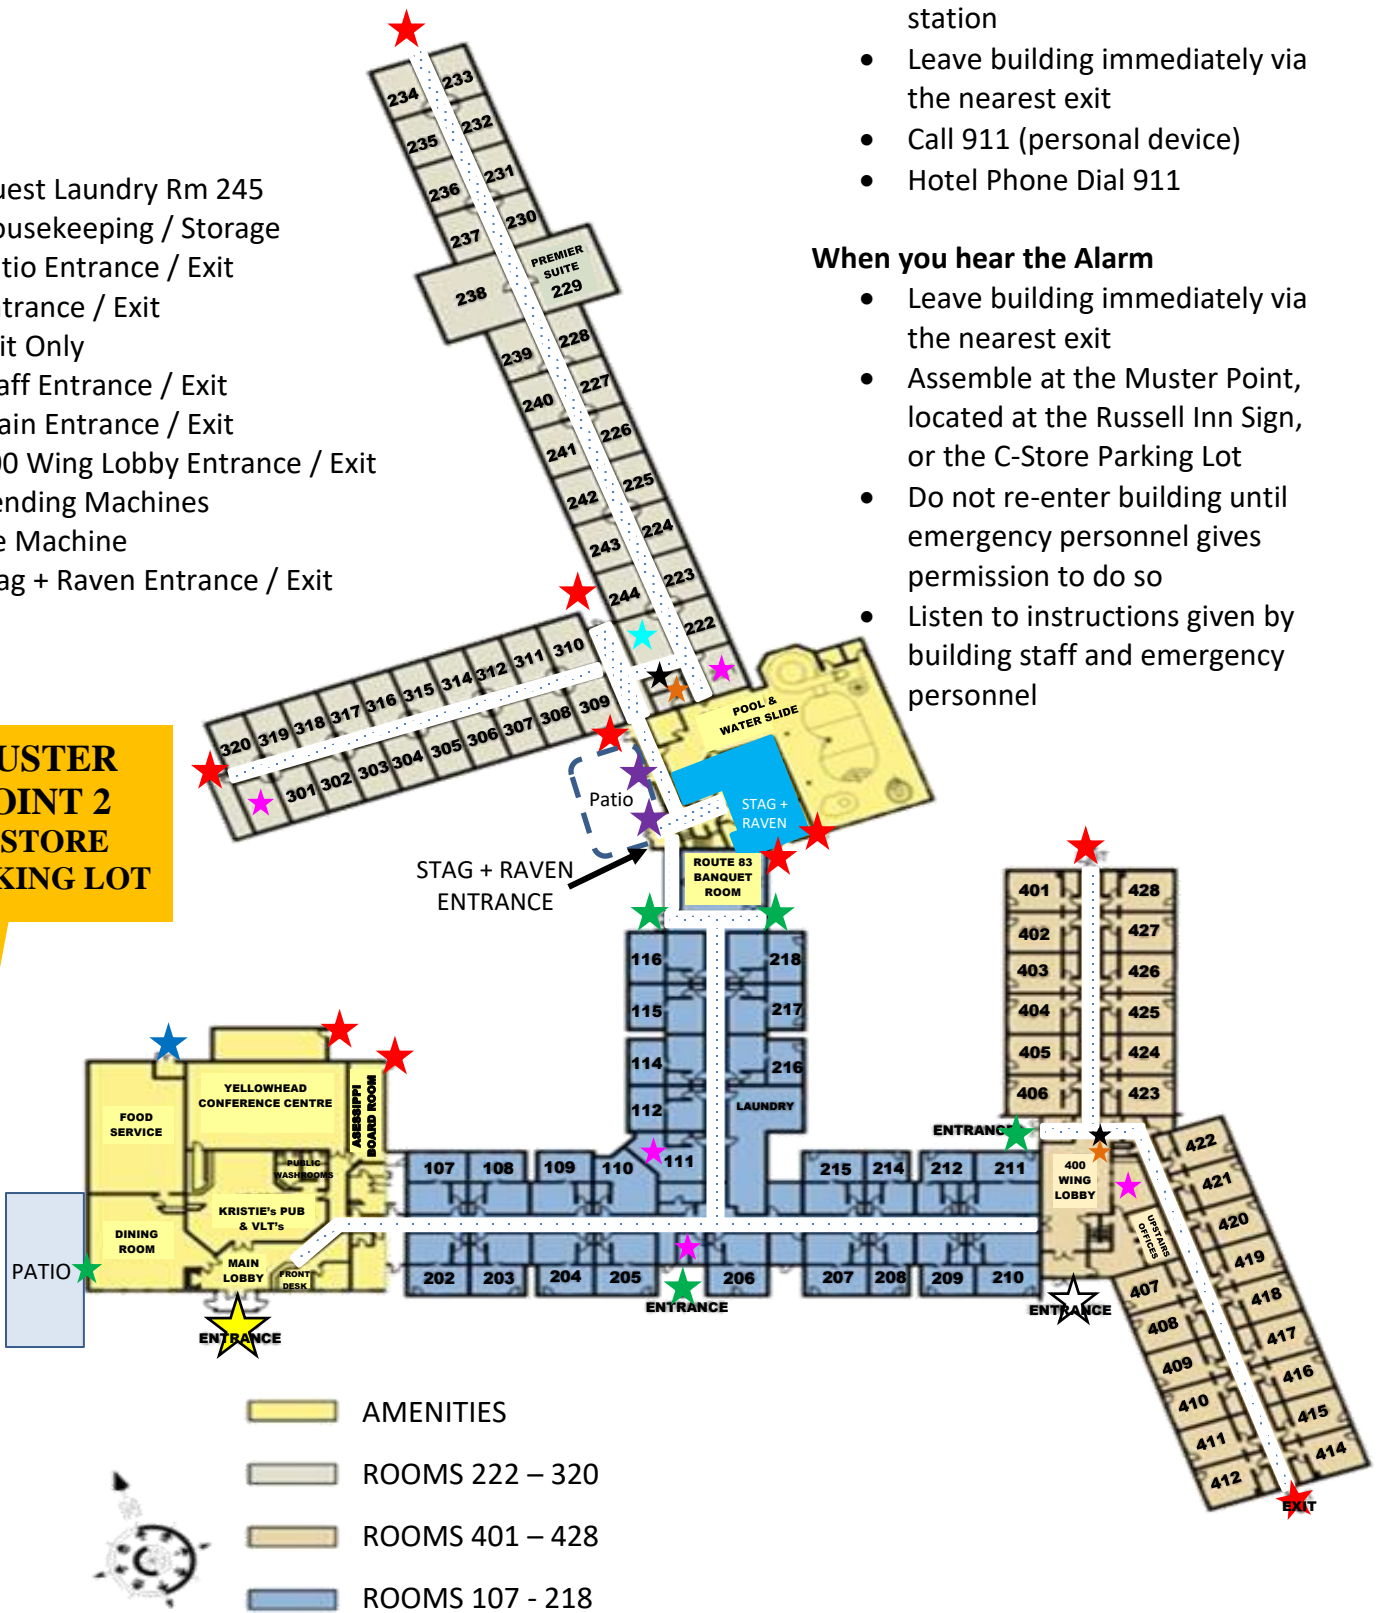 station
• Leave building immediately via
the nearest exit
• Call 911 (personal device)
• Hotel Phone Dial 911
uest Laundry Rm 245
ousekeeping / Storage
tio Entrance / Exit
ntrance / Exit
it Only
aff Entrance / Exit
ain Entrance / Exit
00 Wing Lobby Entrance / Exit
ending Machines
e Machine
ag + Raven Entrance / Exit
When you hear the Alarm
• Leave building immediately via
the nearest exit
• Assemble at the Muster Point,
located at the Russell Inn Sign,
or the C-Store Parking Lot
• Do not re-enter building until
emergency personnel gives
permission to do so
• Listen to instructions given by
building staff and emergency
personnel
234
233
235
232
236
231
237
230
238
PREMIER
SUITE
229
239
228
240
227
241
226
242
225
243
224
244
223
222
320
319
318
317
316
315
314
312
311
310
301
302
303
304
305
306
307
308
309
POOL &
WATER SLIDE
STAG +
RAVEN
Patio
STAG + RAVEN
ENTRANCE
ROUTE 83
BANQUET
ROOM
USTER
OINT 2
STORE
KING LOT
116
218
115
217
114
216
112
LAUNDRY
111
107
108
109
110
215
214
212
211
202
203
204
205
206
207
208
209
210
ENTRANCE
YELLOWHEAD
CONFERENCE CENTRE
ASESSIPPI
BOARD ROOM
FOOD
SERVICE
PUBLIC
WASHROOMS
KRISTIE's PUB
& VLT's
DINING
ROOM
MAIN
LOBBY
FRONT
DESK
PATIO
ENTRANCE
401
428
402
427
403
426
404
425
405
424
406
423
ENTRANCE
400
WING
LOBBY
UPSTAIRS
OFFICES
ENTRANCE
422
421
420
419
407
418
408
417
409
416
410
415
411
414
412
EXIT
AMENITIES
ROOMS 222 – 320
ROOMS 401 – 428
ROOMS 107 - 218